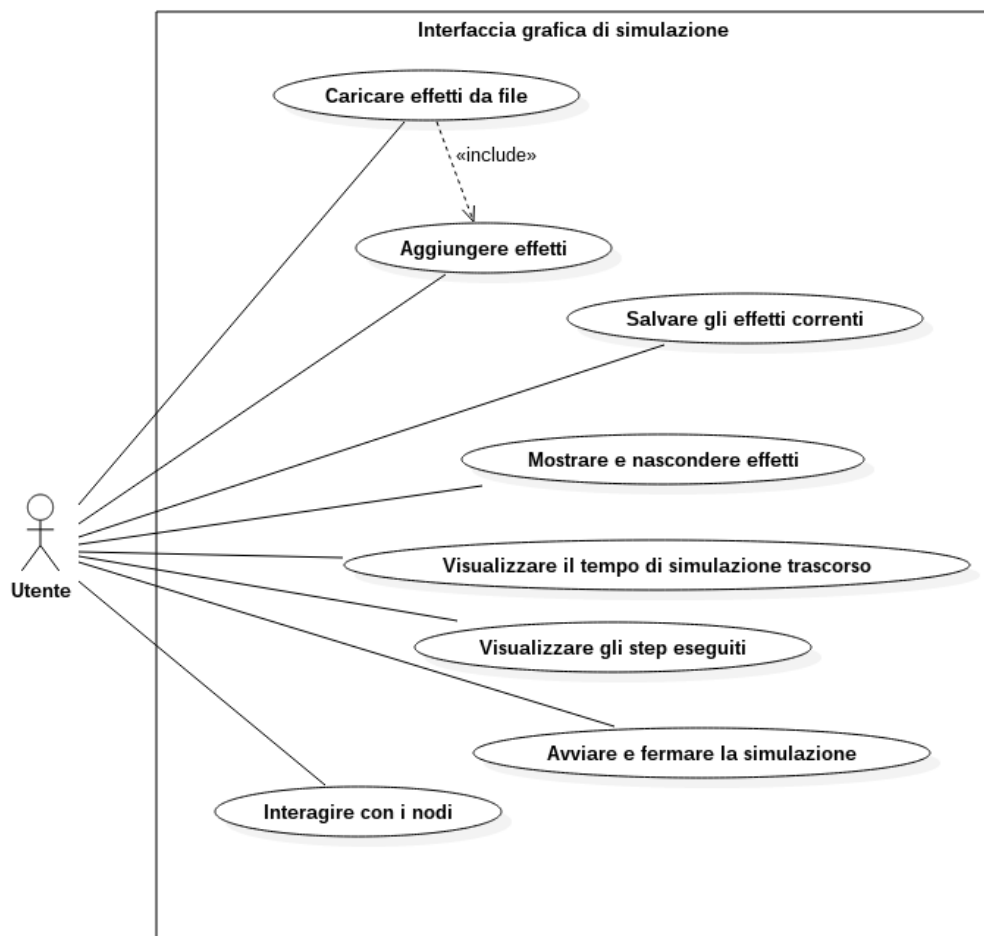 Interfaccia grafica di simulazione
Caricare effetti da file
«include»
Aggiungere effetti
Salvare gli effetti correnti
Mostrare e nascondere effetti
Visualizzare il tempo di simulazione trascorso
Utente
Visualizzare gli step eseguiti
Avviare e fermare la simulazione
Interagire con i nodi